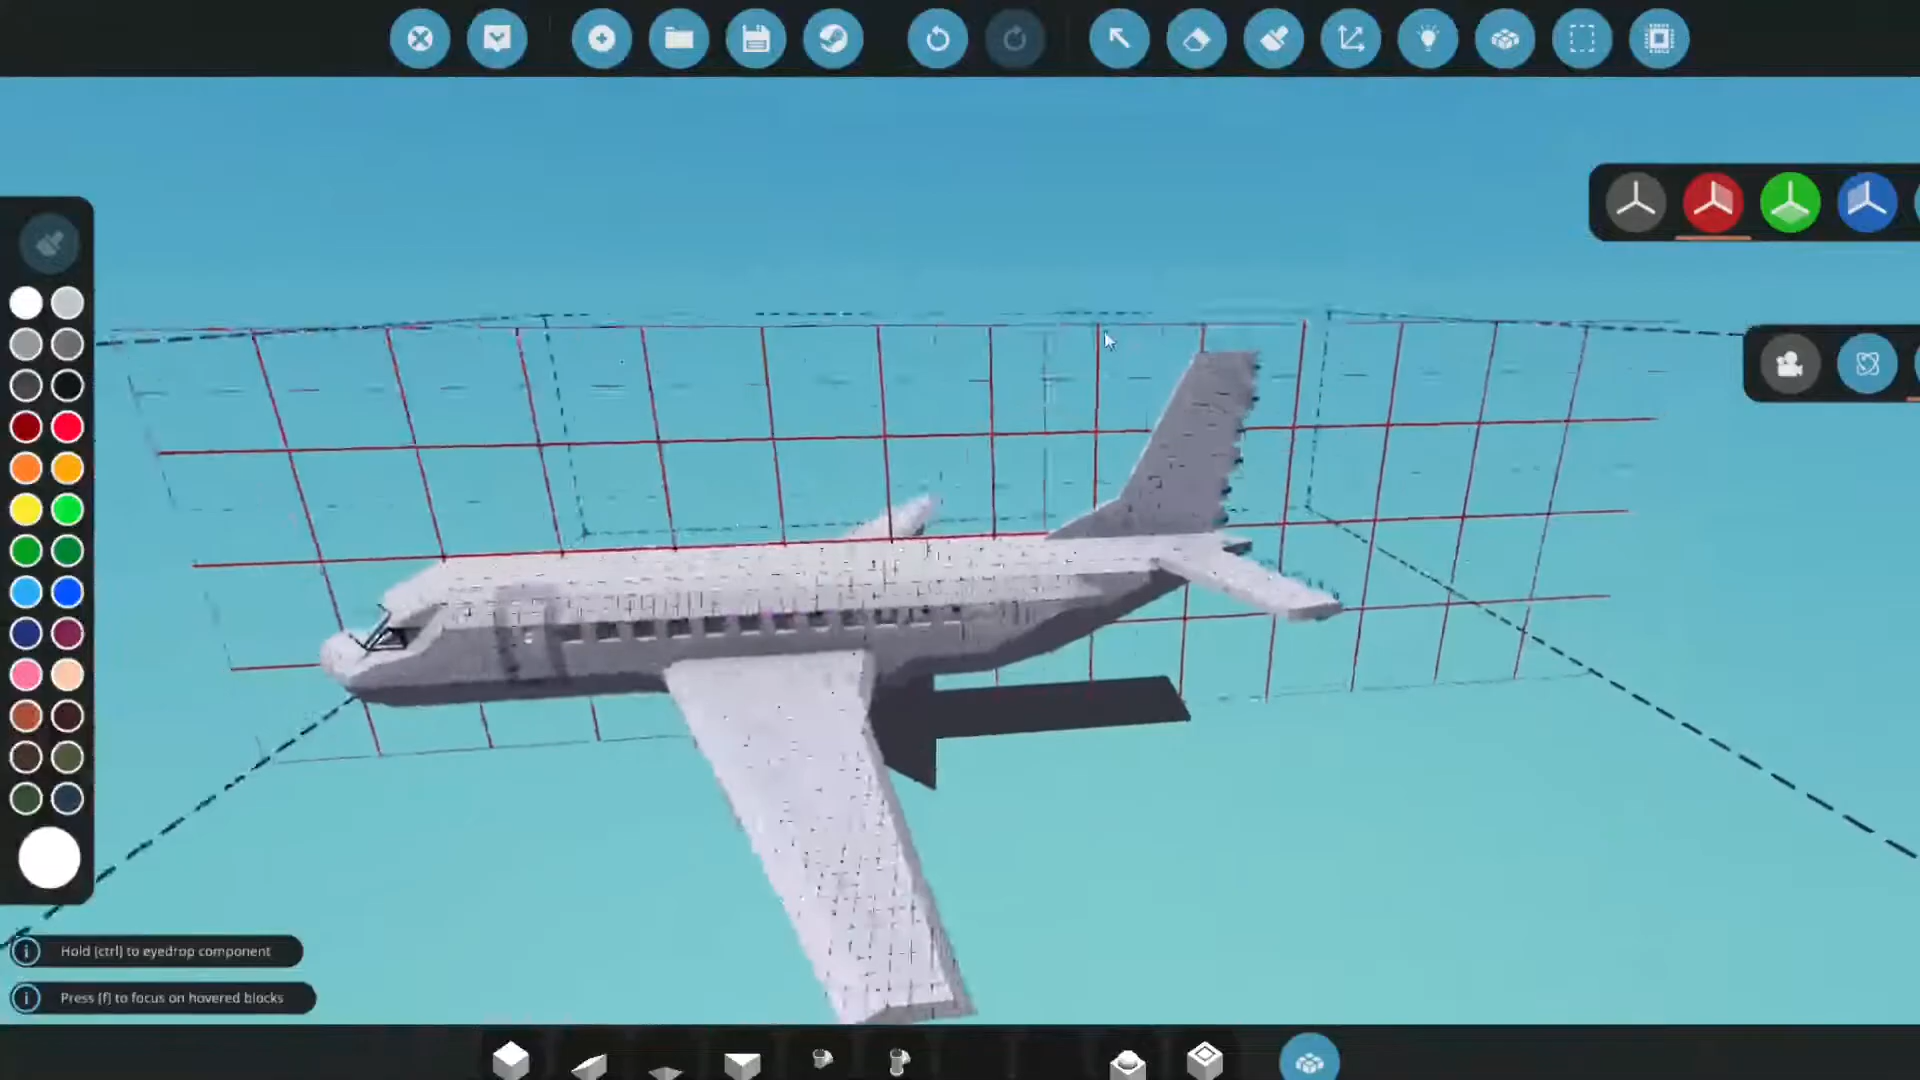 Hold [ctrl] to eyedrop component
Press [f] to focus on hovered blocks